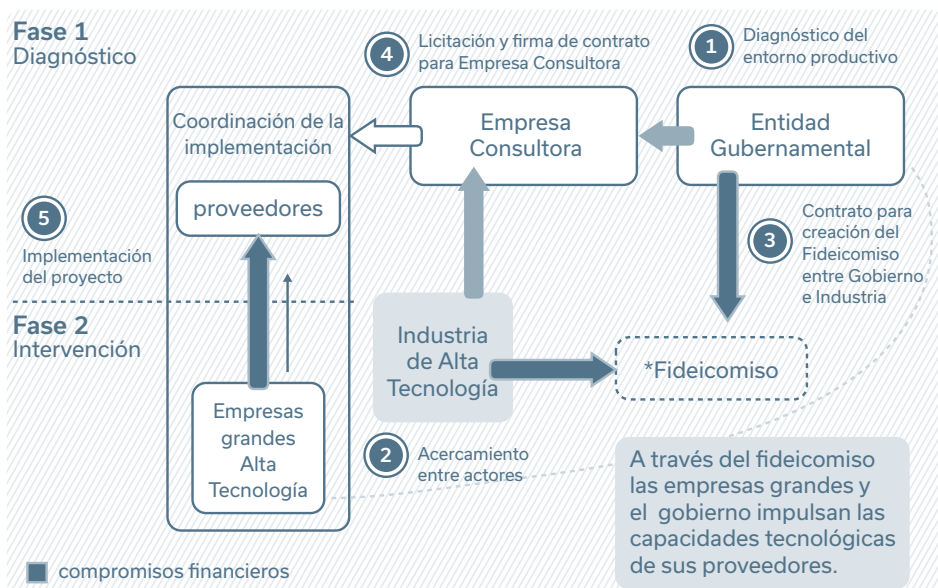 Fase 1
Diagnóstico
4
Licitación y firma de contrato
para Empresa Consultora
1
Diagnóstico del
entorno productivo
Coordinación de la
implementación
Empresa
Consultora
Entidad
Gubernamental
proveedores
5
Implementación
del proyecto
3
Contrato para
creación del
Fideicomiso
entre Gobierno
e Industria
Fase 2
Intervención
Industria
de Alta
Tecnología
*Fideicomiso
Empresas
grandes
Alta
Tecnología
2
Acercamiento
entre actores
A través del fideicomiso
las empresas grandes y
el gobierno impulsan las
capacidades tecnológicas
de sus proveedores.
compromisos financieros